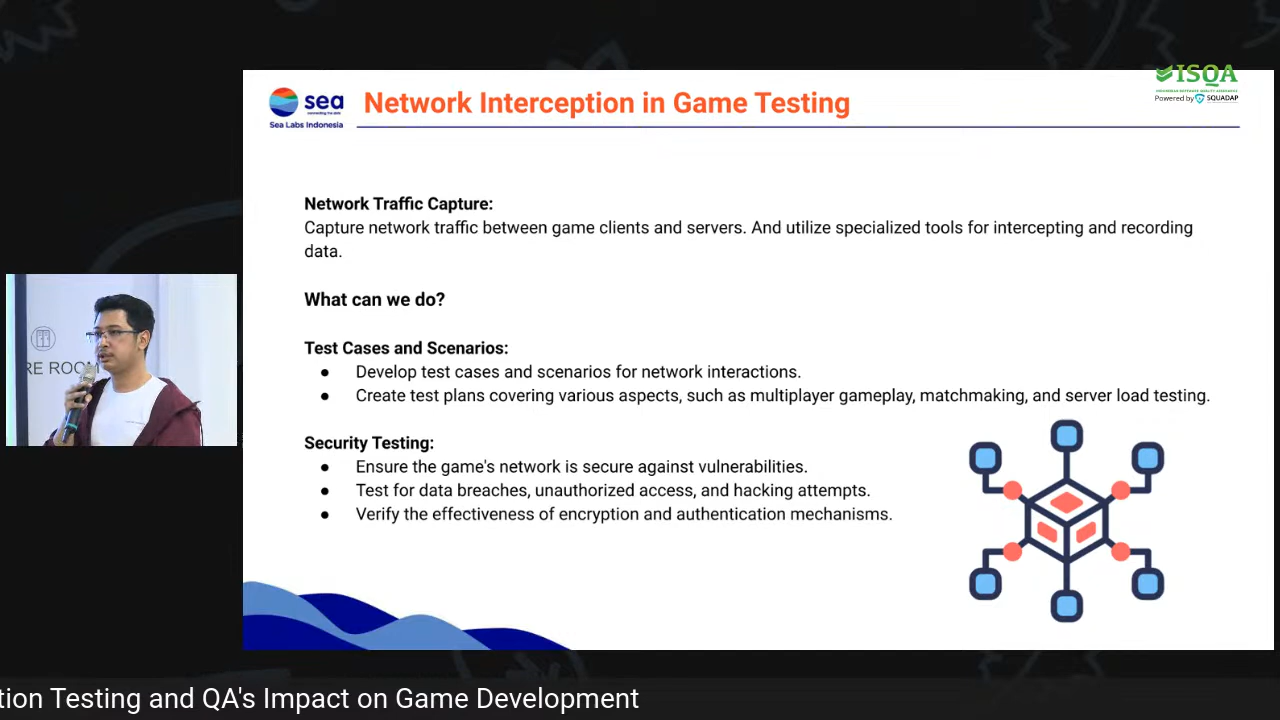 sea
Sea Labs Indonesia
Network Interception in Game Testing
ISQA
Powered by SQUADAP
Network Traffic Capture:
Capture network traffic between game clients and servers. And utilize specialized tools for intercepting and recording
data.
What can we do?
Test Cases and Scenarios:
● Develop test cases and scenarios for network interactions.
● Create test plans covering various aspects, such as multiplayer gameplay, matchmaking, and server load testing.
Security Testing:
● Ensure the game's network is secure against vulnerabilities.
● Test for data breaches, unauthorized access, and hacking attempts.
● Verify the effectiveness of encryption and authentication mechanisms.
RE ROOM
tion Testing and QA's Impact on Game Development